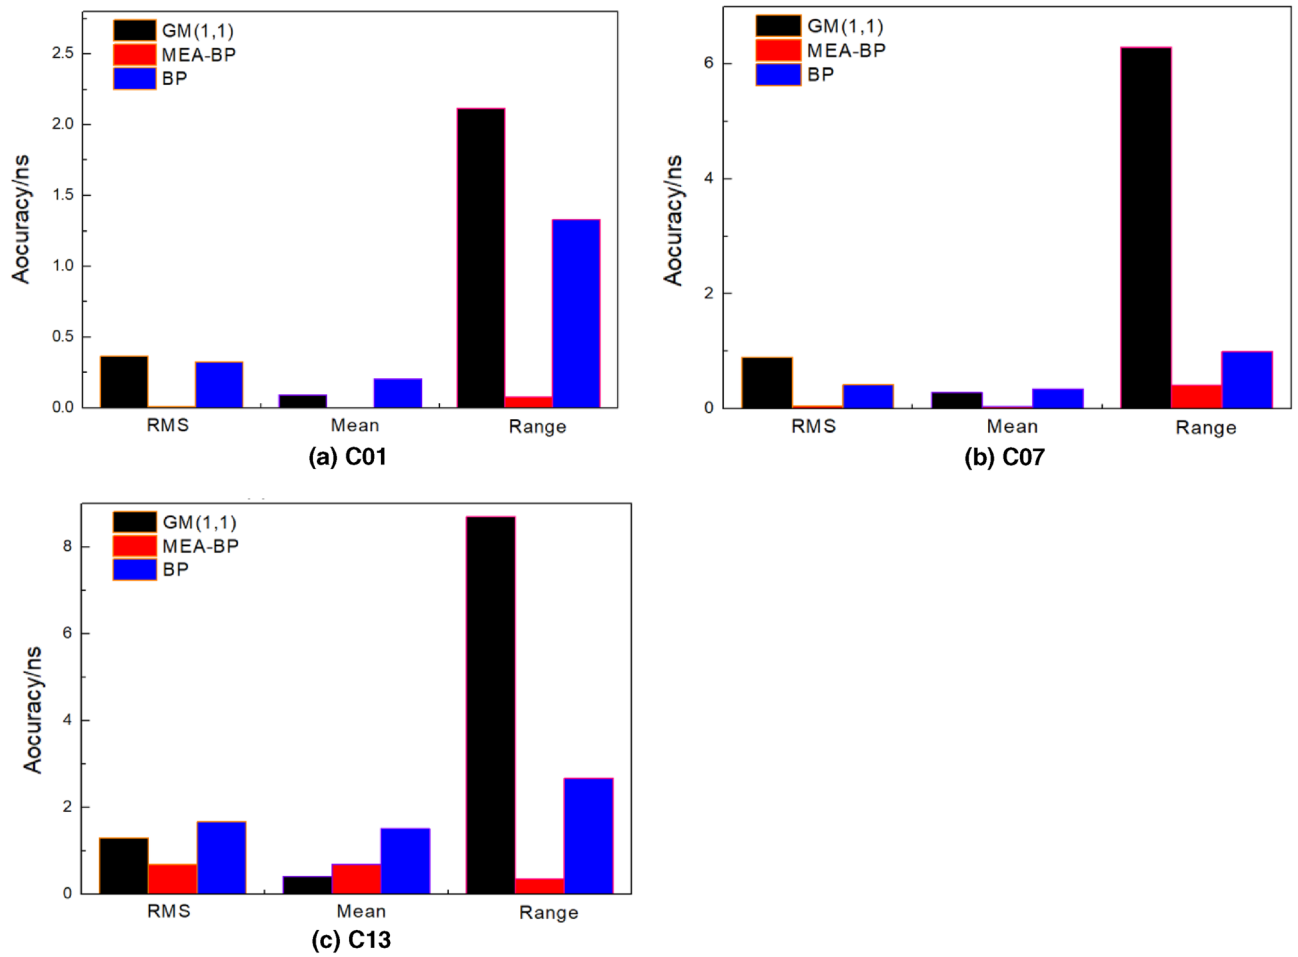 GM(1,1)
MEA-BP
BP
2.5
2.0
1.5
1.0
0.5
0.0
Aocuracy/ns
RMS Mean Range
(a) C01
GM(1,1)
MEA-BP
BP
6
4
2
0
Aocuracy/ns
RMS Mean Range
(b) C07
GM(1,1)
MEA-BP
BP
8
6
4
2
0
Aocuracy/ns
RMS Mean Range
(c) C13